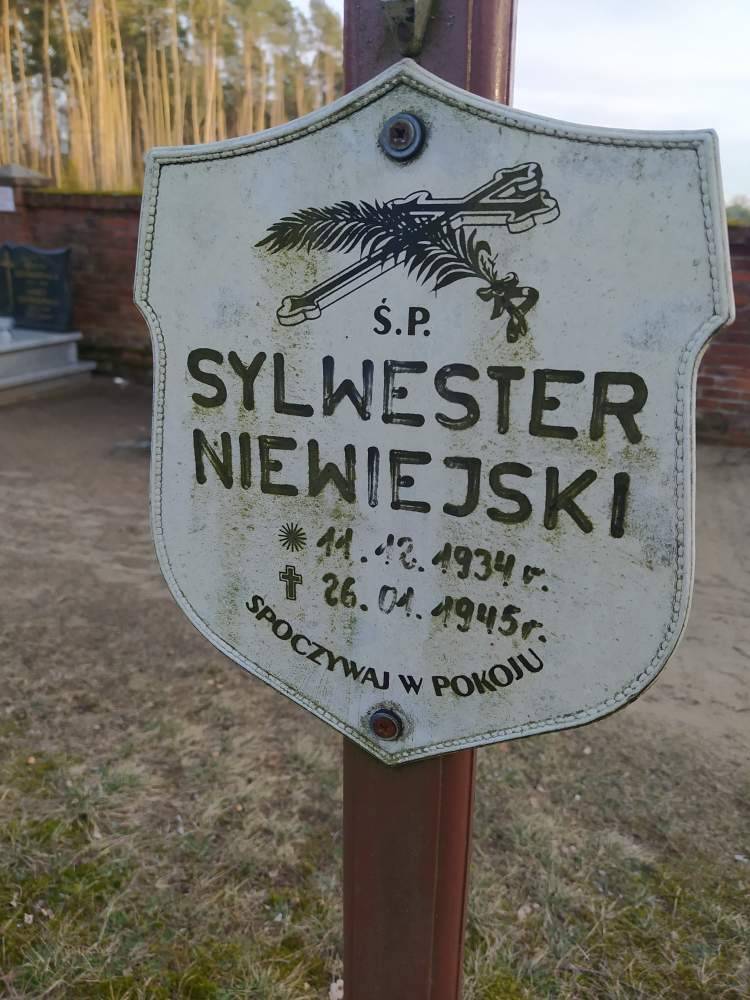 Ś.P.
SYLWESTER
NIEWIEJSKI
11.12.1934 r.
26.01.1945 r.
SPOCZYWAJ W POKOJU